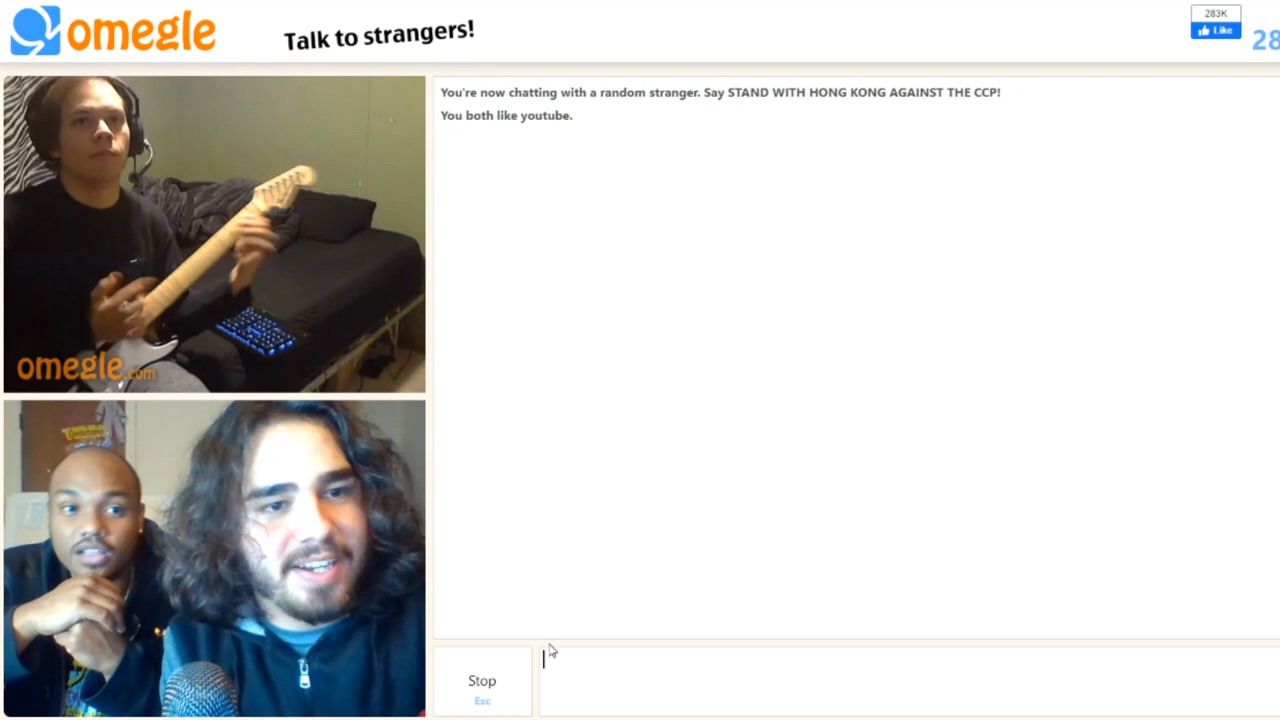 omegle
Talk to strangers!
283K
Like
28
You're now chatting with a random stranger. Say STAND WITH HONG KONG AGAINST THE CCP!
You both like youtube.
omegle.com
Stop
Esc